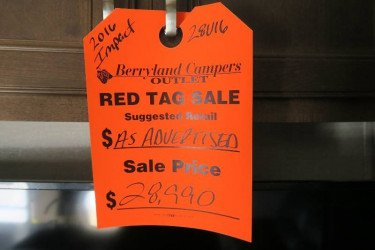 2016
Impact
28U16
Berryland Campers
OUTLET
RED TAG SALE
Suggested Retail
$ AS ADVERTISED
Sale Price
$ 28,990